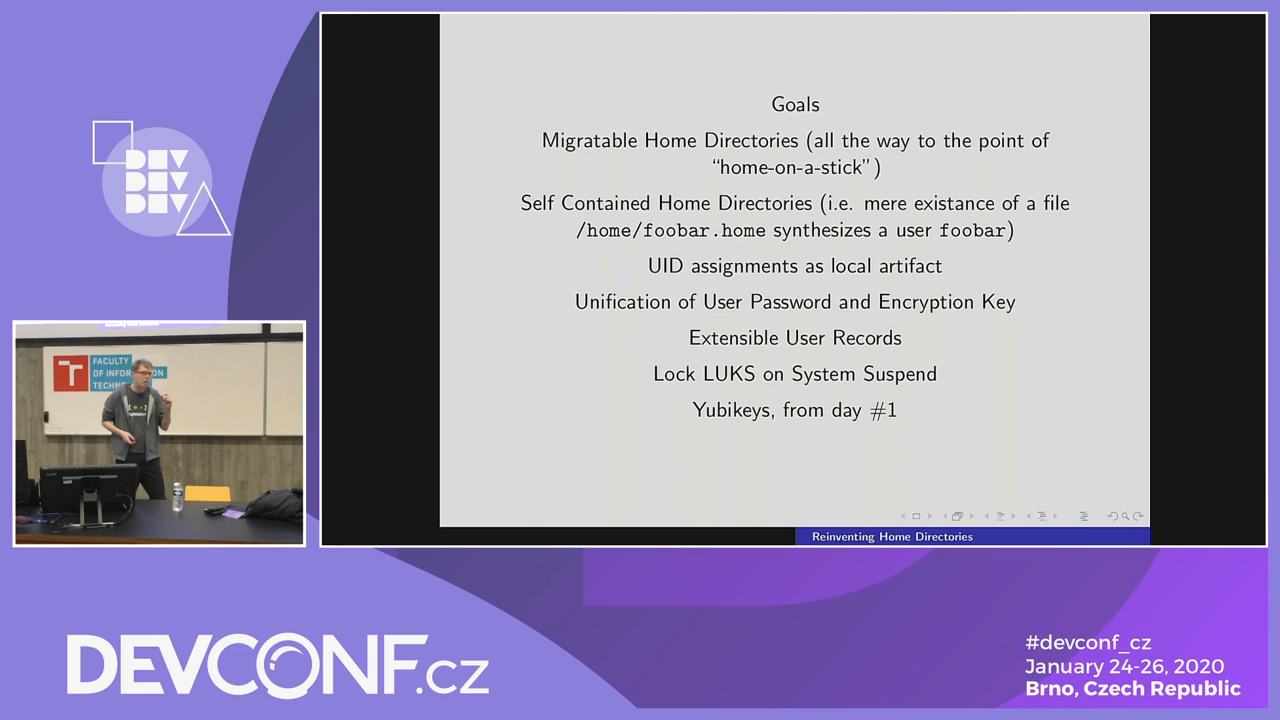 DEV
DEV
DEV
Goals
Migratable Home Directories (all the way to the point of
“home-on-a-stick”)
Self Contained Home Directories (i.e. mere existance of a file
/home/foobar.home synthesizes a user foobar)
UID assignments as local artifact
Unification of User Password and Encryption Key
Extensible User Records
Lock LUKS on System Suspend
Yubikeys, from day #1
Reinventing Home Directories
T
FACULTY
OF INFOR ON
TECHN
DEVCONF.cz
#devconf_cz
January 24-26, 2020
Brno, Czech Republic